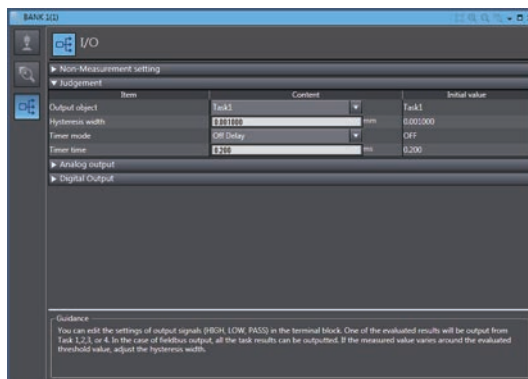 BANK 1(1)
I/O
Non-Measurement setting
Judgement
Item Content Initial value
Output object Task1 Task1
Hysteresis width 0.001000 mm 0.001000
Timer mode Off Delay OFF
Timer time 0.200 ms 0.200
Analog output
Digital Output
Guidance
You can edit the settings of output signals (HIGH, LOW, PASS) in the terminal block. One of the evaluated results will be output from
Task 1,2,3, or 4. In the case of fieldbus output, all the task results can be outputted. If the measured value varies around the evaluated
threshold value, adjust the hysteresis width.